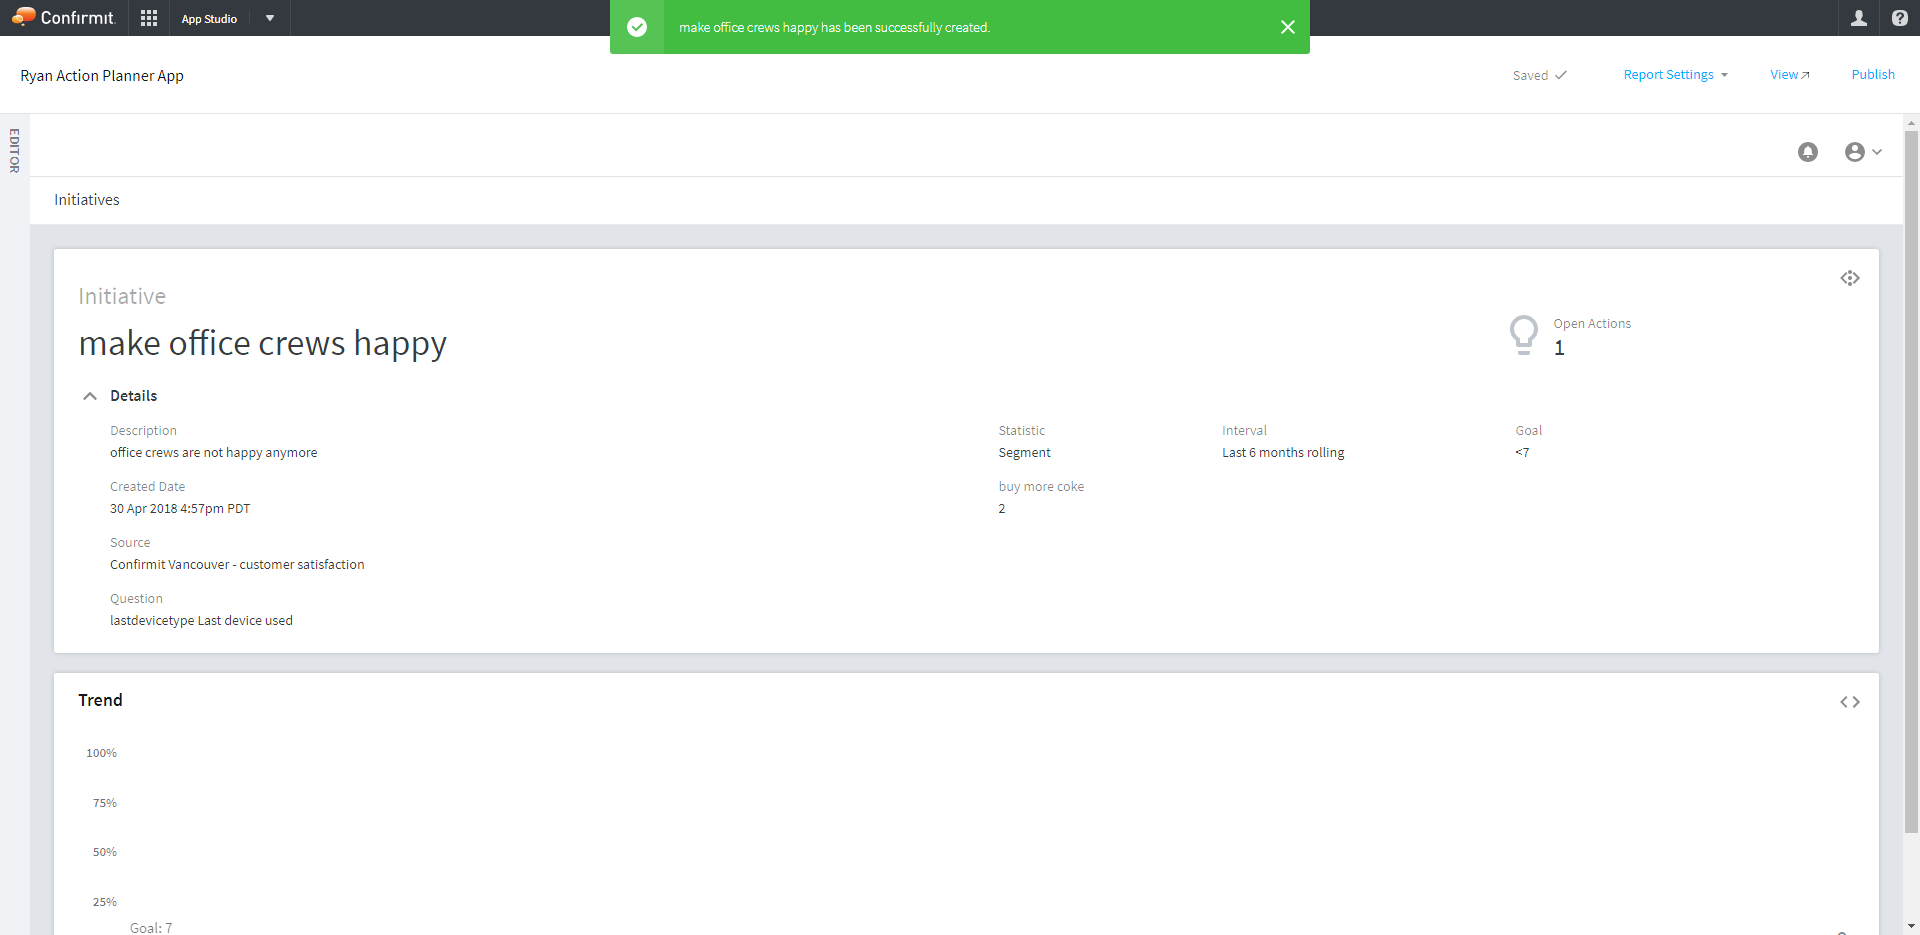 Confirmit.
App Studio
make office crews happy has been successfully created.
Ryan Action Planner App
Saved
Report Settings
View
Publish
EDITOR
Initiatives
Initiative
make office crews happy
Open Actions
1
Details
Description
office crews are not happy anymore
Statistic
Segment
Interval
Last 6 months rolling
Goal
<7
Created Date
30 Apr 2018 4:57pm PDT
buy more coke
2
Source
Confirmit Vancouver - customer satisfaction
Question
lastdevicetype Last device used
Trend
100%
75%
50%
25%
Goal: 7